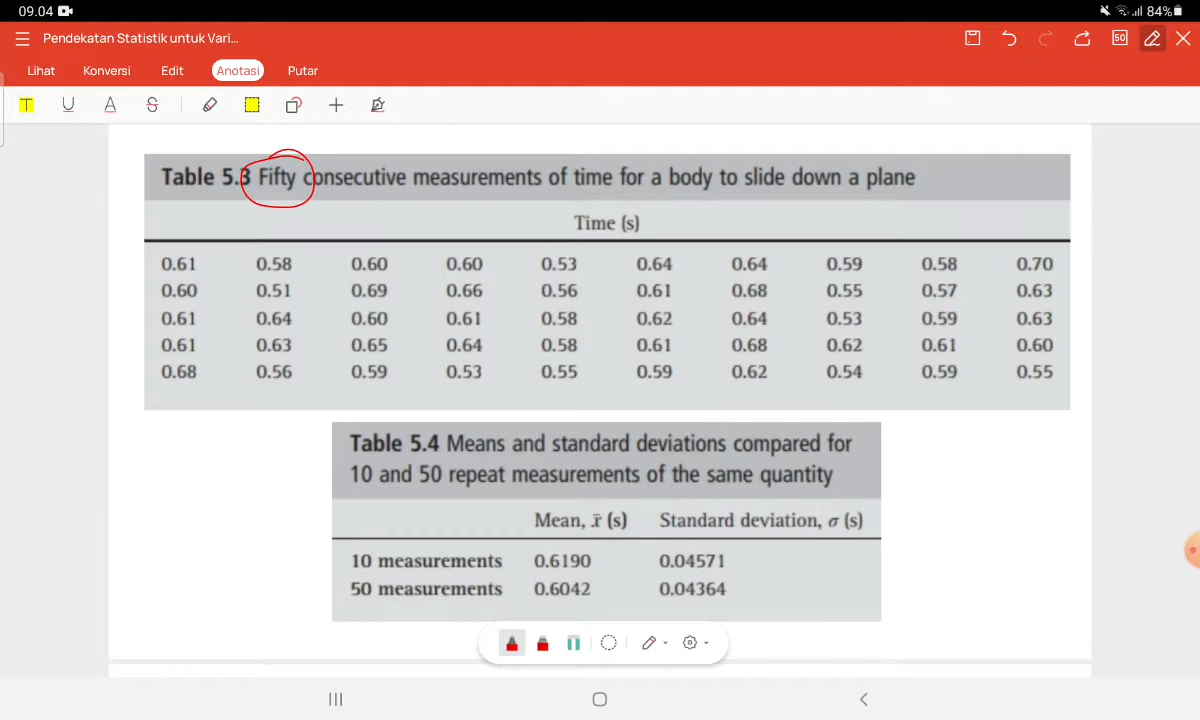 09.04
84%
Pendekatan Statistik untuk Vari...
50
Lihat Konversi Edit Anotasi Putar
T U A S
Table 5.3 Fifty consecutive measurements of time for a body to slide down a plane
Time (s)
0.61 0.58 0.60 0.60 0.53 0.64 0.64 0.59 0.58 0.70
0.60 0.51 0.69 0.66 0.56 0.61 0.68 0.55 0.57 0.63
0.61 0.64 0.60 0.61 0.58 0.62 0.64 0.53 0.59 0.63
0.61 0.63 0.65 0.64 0.58 0.61 0.68 0.62 0.61 0.60
0.68 0.56 0.59 0.53 0.55 0.59 0.62 0.54 0.59 0.55
Table 5.4 Means and standard deviations compared for
10 and 50 repeat measurements of the same quantity
Mean, x̄ (s) Standard deviation, σ (s)
10 measurements 0.6190 0.04571
50 measurements 0.6042 0.04364